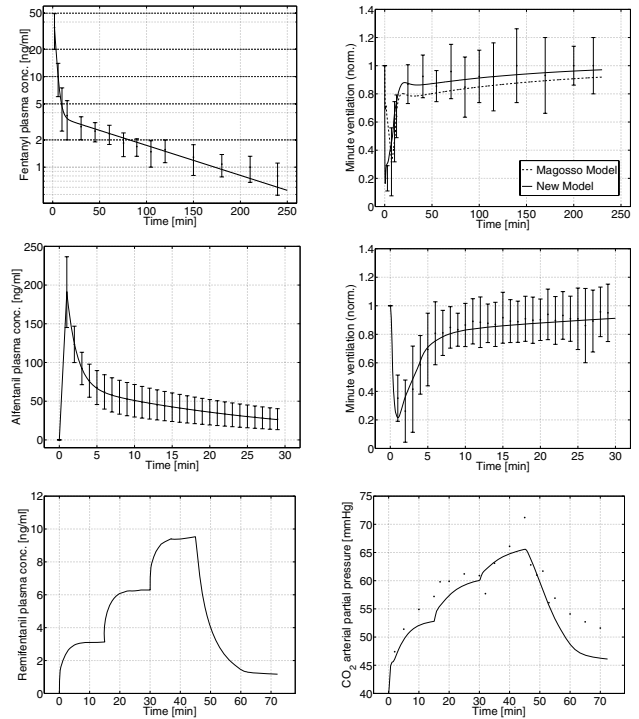 Fentanyl plasma conc. [ng/ml]
50
20
10
5
2
1
0 50 100 150 200 250
Time [min]
Minute ventilation (norm.)
1.4
1.2
1
0.8
0.6
0.4
0.2
0
0 50 100 150 200 250
Time [min]
Magosso Model
New Model
Alfentanil plasma conc. [ng/ml]
250
200
150
100
50
0
0 5 10 15 20 25 30
Time [min]
Minute ventilation (norm.)
1.4
1.2
1
0.8
0.6
0.4
0.2
0
0 5 10 15 20 25 30
Time [min]
Remifentanil plasma conc. [ng/ml]
12
10
8
6
4
2
0
0 10 20 30 40 50 60 70
Time [min]
CO2 arterial partial pressure [mmHg]
75
70
65
60
55
50
45
40
0 10 20 30 40 50 60 70
Time [min]